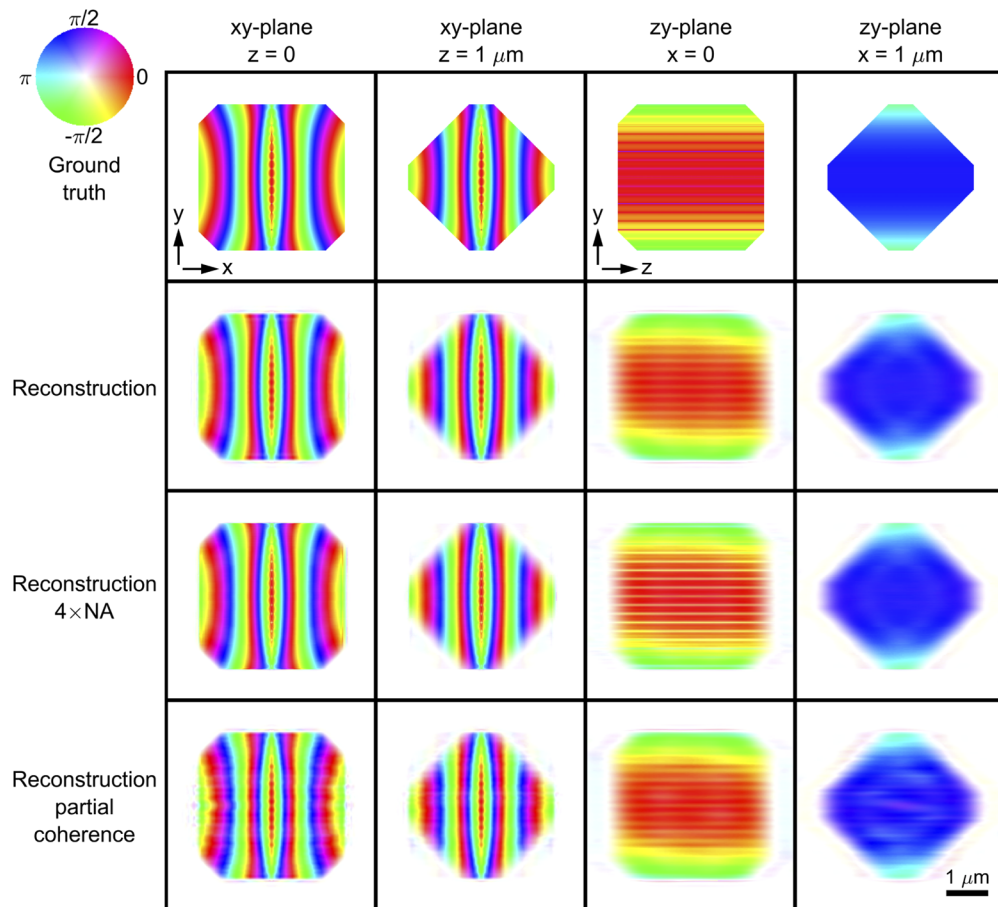 π/2
π
0
-π/2
Ground
truth
xy-plane
z = 0
xy-plane
z = 1 μm
zy-plane
x = 0
zy-plane
x = 1 μm
y
x
y
z
Reconstruction
Reconstruction
4×NA
Reconstruction
partial
coherence
1 μm